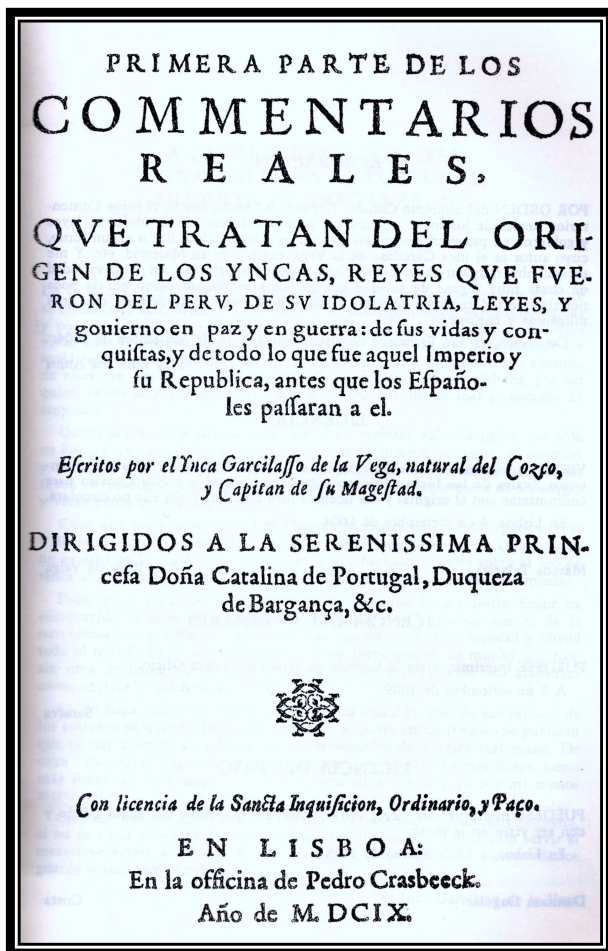 PRIMERA PARTE DE LOS
COMMENTARIOS
REALES,
QVE TRATAN DEL ORI-
GEN DE LOS YNCAS, REYES QVE FVE-
RON DEL PERV, DE SV IDOLATRIA, LEYES, Y
gouierno en paz y en guerra: de ſus vidas y con-
quiſtas, y de todo lo que fue aquel Imperio y
ſu Republica, antes que los Eſpaño-
les paſſaran a el.
Eſcritos por el Ynca Garcilaſſo de la Vega, natural del Cozco,
y Capitan de ſu Mageſtad.
DIRIGIDOS A LA SERENISSIMA PRIN-
ceſa Doña Catalina de Portugal, Duqueza
de Bargança, &c.
Con licencia de la Sancta Inquiſicion, Ordinario, y Paço.
EN LISBOA:
En la officina de Pedro Crasbeeck.
Año de M. DCIX.